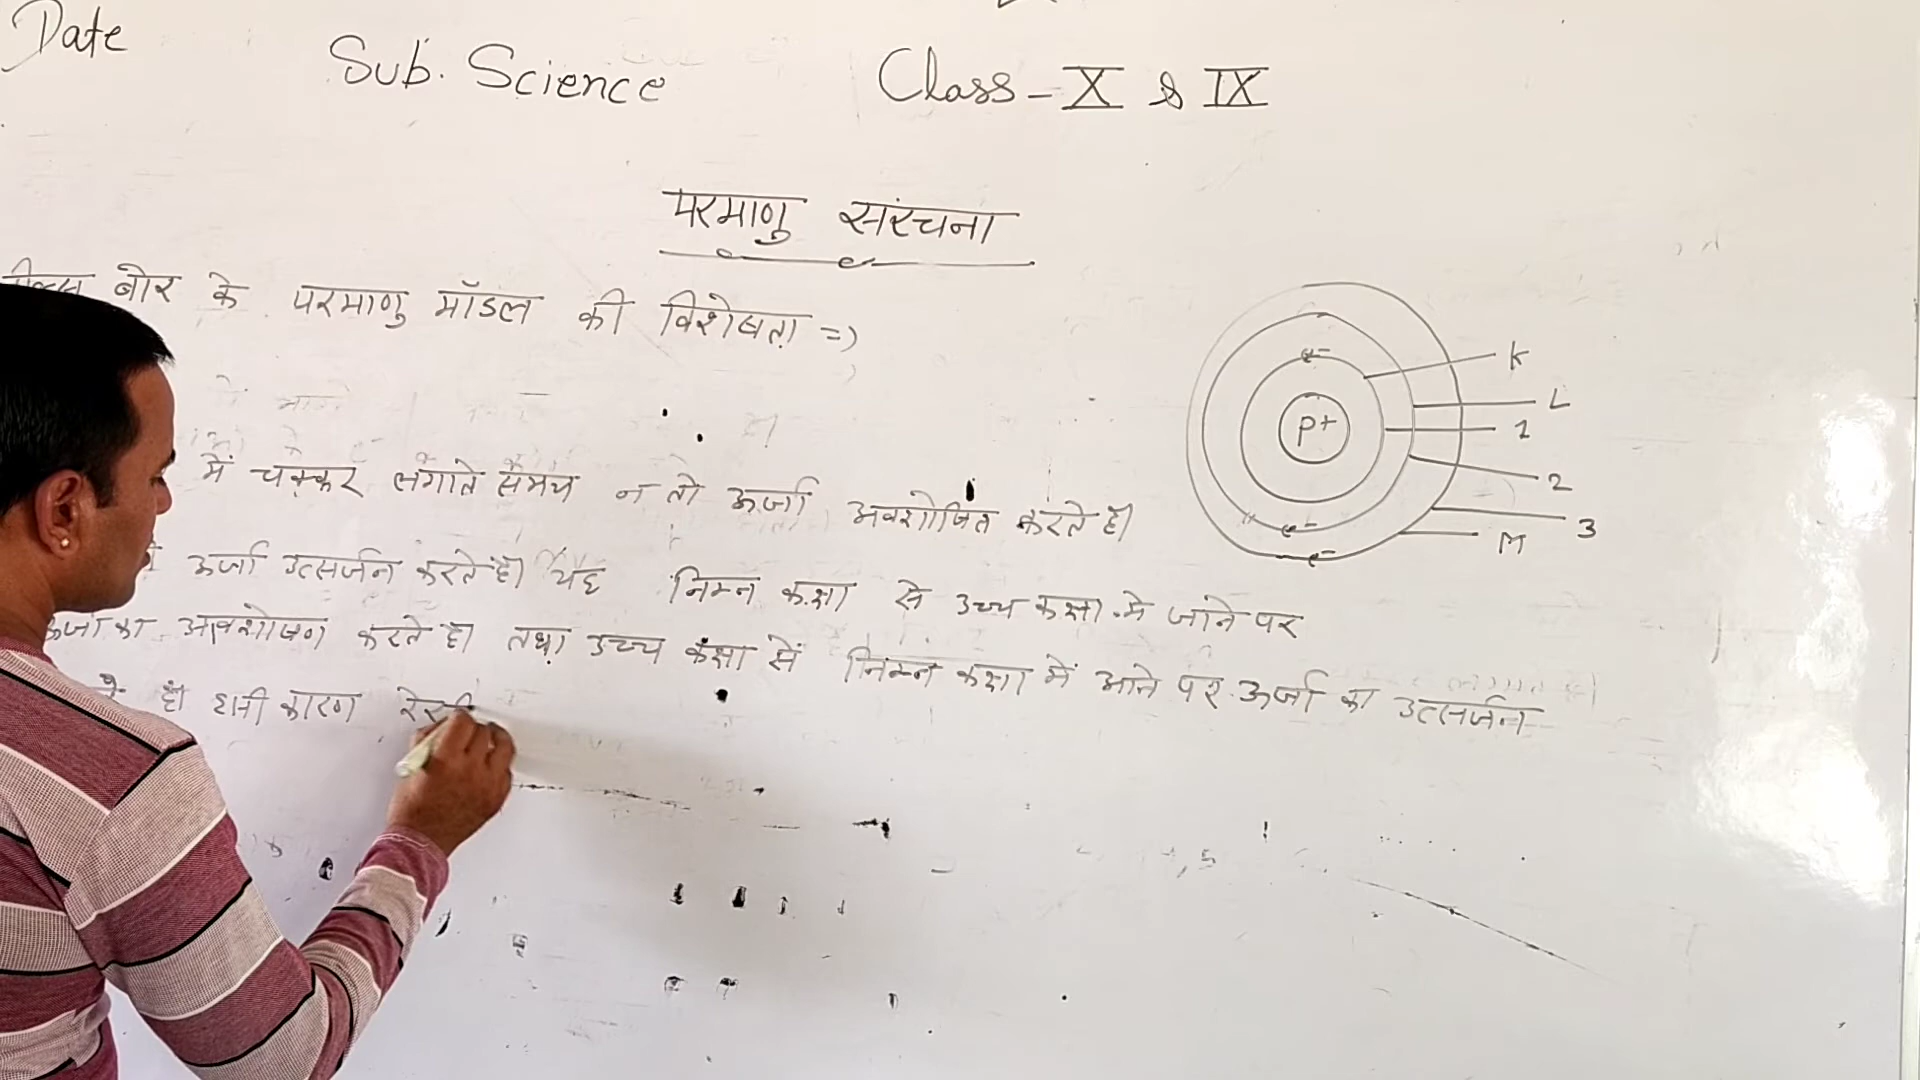 Date
Sub. Science
Class - X & IX
परमाणु संरचना
बोर के परमाणु मॉडल की विशेषता =)
में चक्कर लगाते समय न तो ऊर्जा अवशोषित करते है।
ऊर्जा उत्सर्जन करते है। यह निम्न कक्षा से उच्च कक्षा में जाने पर
ऊर्जा का अवशोषण करते है। तथा उच्च कक्षा सें निम्न कक्षा में आने पर ऊर्जा का उत्सर्जन
है। कारण
K
L
1
2
3
M
P+
e-
e-
e-